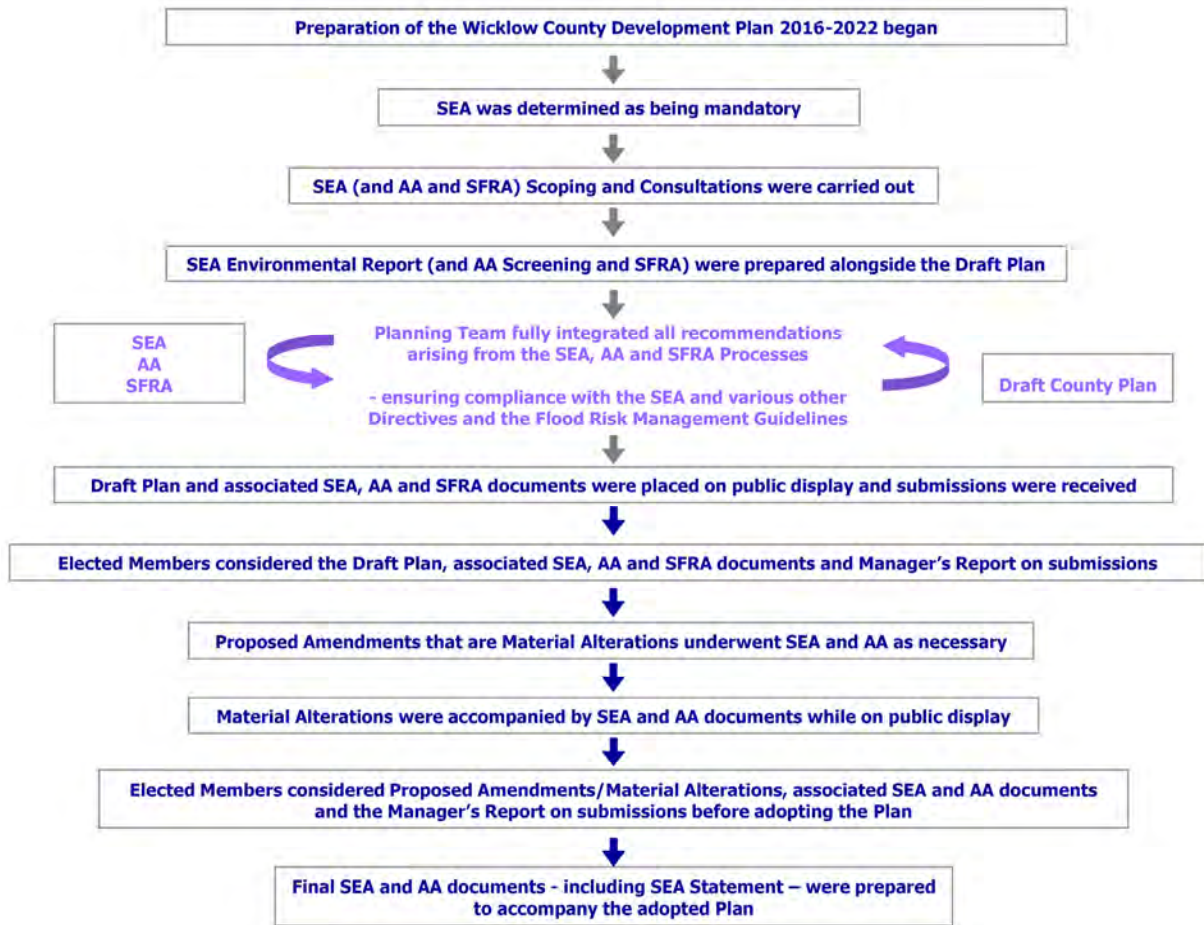 Preparation of the Wicklow County Development Plan 2016-2022 began
SEA was determined as being mandatory
SEA (and AA and SFRA) Scoping and Consultations were carried out
SEA Environmental Report (and AA Screening and SFRA) were prepared alongside the Draft Plan
SEA
AA
SFRA
Planning Team fully integrated all recommendations
arising from the SEA, AA and SFRA Processes
- ensuring compliance with the SEA and various other
Directives and the Flood Risk Management Guidelines
Draft County Plan
Draft Plan and associated SEA, AA and SFRA documents were placed on public display and submissions were received
Elected Members considered the Draft Plan, associated SEA, AA and SFRA documents and Manager’s Report on submissions
Proposed Amendments that are Material Alterations underwent SEA and AA as necessary
Material Alterations were accompanied by SEA and AA documents while on public display
Elected Members considered Proposed Amendments/Material Alterations, associated SEA and AA documents
and the Manager’s Report on submissions before adopting the Plan
Final SEA and AA documents - including SEA Statement – were prepared
to accompany the adopted Plan